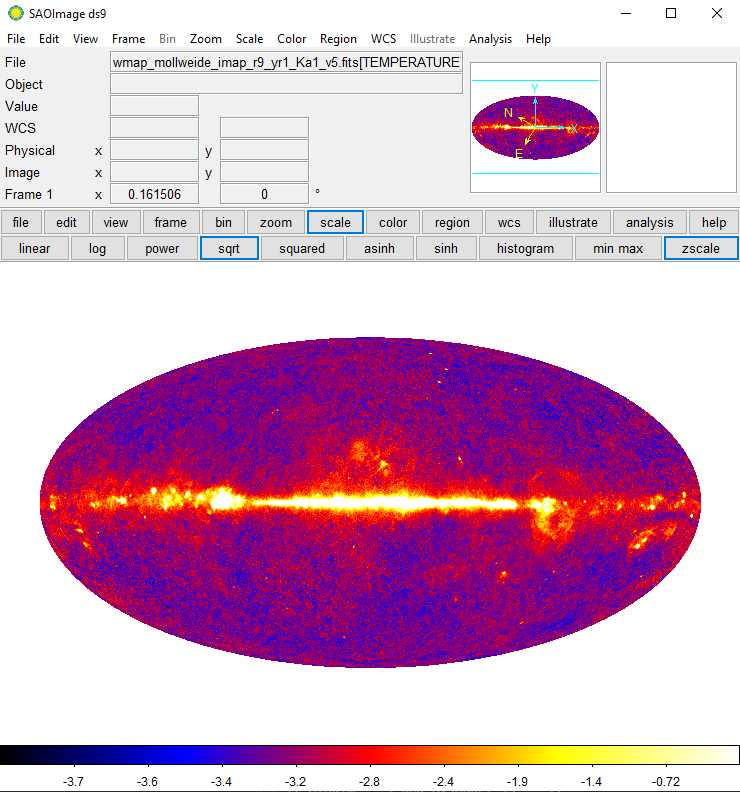 SAOImage ds9
File Edit View Frame Bin Zoom Scale Color Region WCS Illustrate Analysis Help
File wmap_mollweide_imap_r9_yr1_Ka1_v5.fits[TEMPERATURE
Object
Value
WCS
Physical x y
Image x y
Frame 1 x 0.161506 0 °
Y
N
X
E
file edit view frame bin zoom scale color region wcs illustrate analysis help
linear log power sqrt squared asinh sinh histogram min max zscale
-3.7 -3.6 -3.4 -3.2 -2.8 -2.4 -1.9 -1.4 -0.72